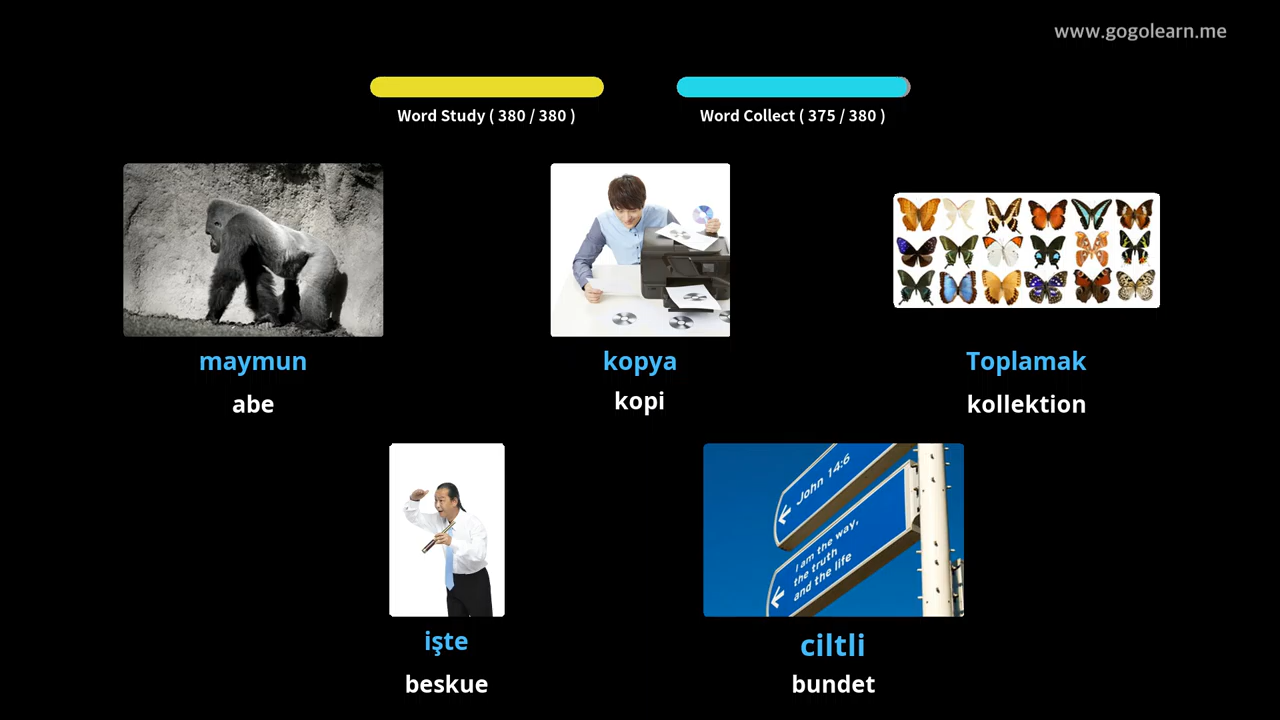 www.gogolearn.me
Word Study ( 380 / 380 )
Word Collect ( 375 / 380 )
maymun
abe
kopya
kopi
Toplamak
kollektion
John 14:6
I am the way,
the truth
and the life
işte
beskue
ciltli
bundet